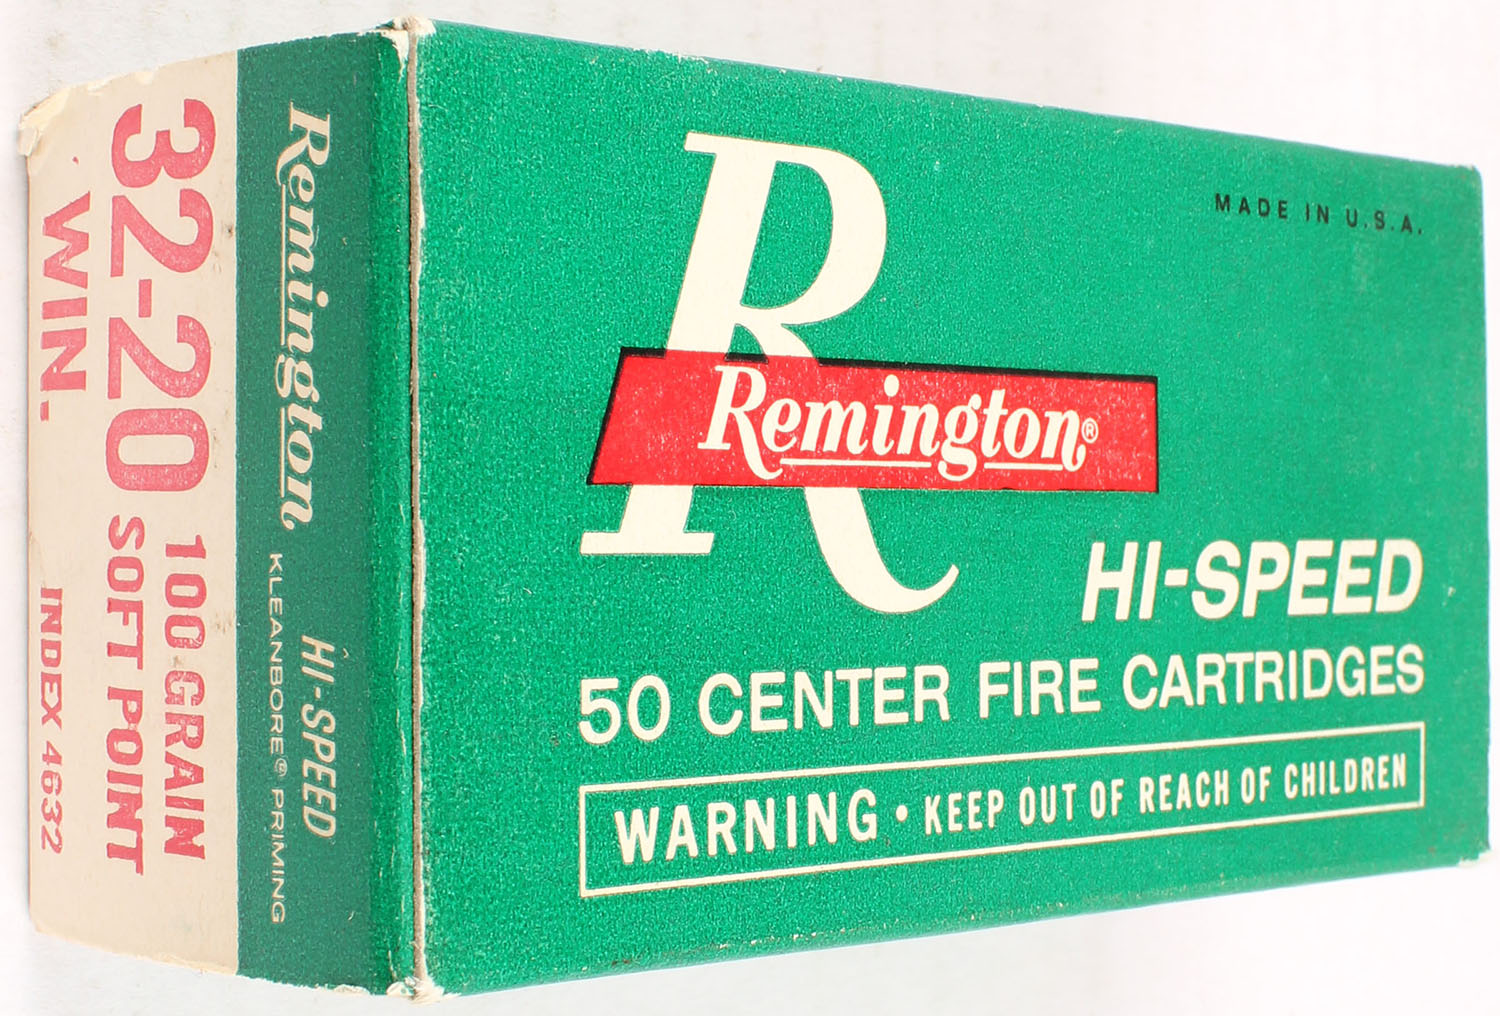 MADE IN U.S.A.
R
Remington®
HI-SPEED
50 CENTER FIRE CARTRIDGES
WARNING • KEEP OUT OF REACH OF CHILDREN
Remington HI-SPEED
KLEANBORE® PRIMING
32-20 100 GRAIN
SOFT POINT
WIN.
INDEX 4632